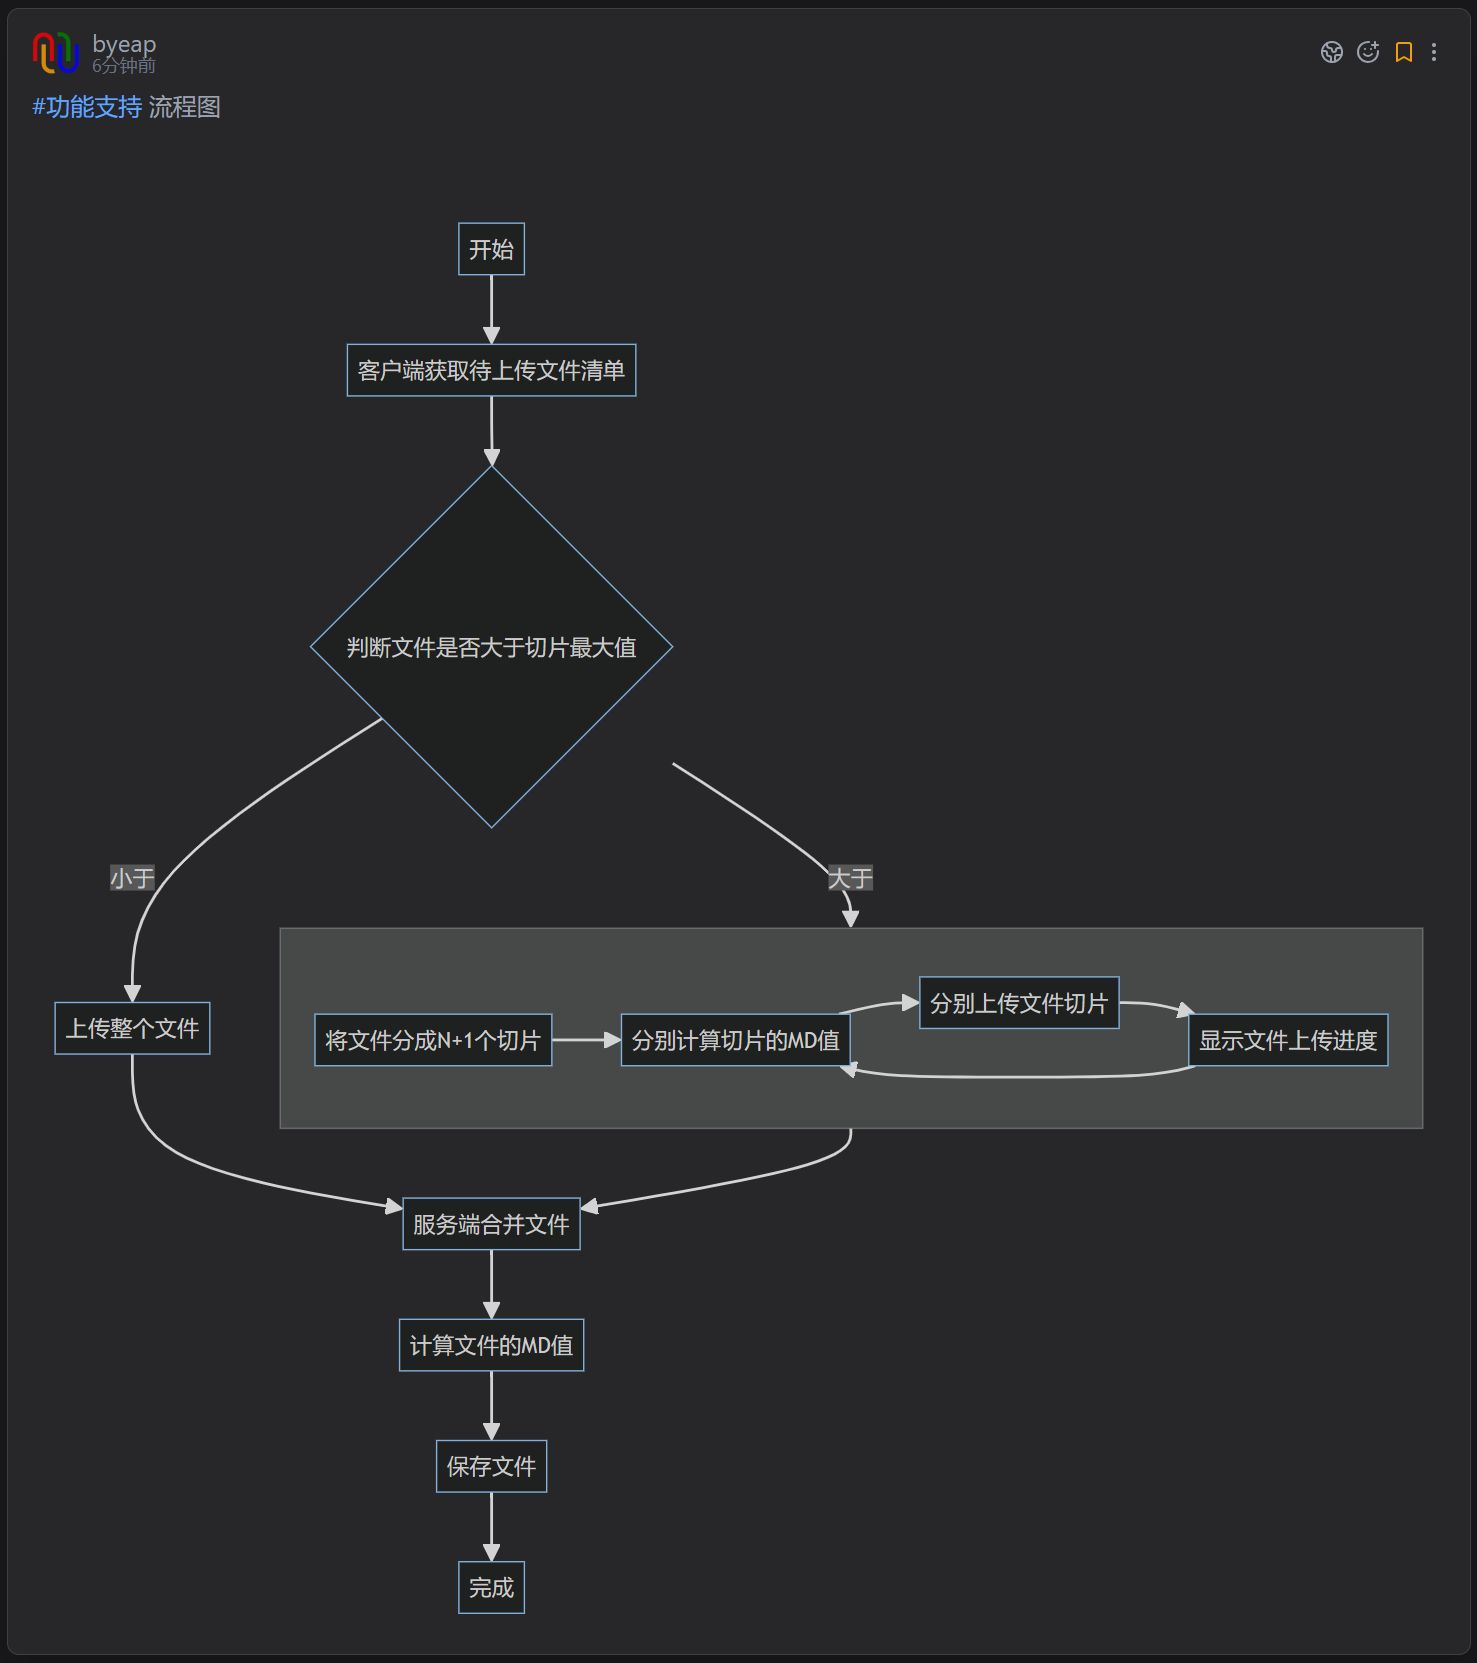 byeap
6分钟前
#功能支持 流程图
开始
客户端获取待上传文件清单
判断文件是否大于切片最大值
小于
大于
上传整个文件
将文件分成N+1个切片
分别计算切片的MD值
分别上传文件切片
显示文件上传进度
服务端合并文件
计算文件的MD值
保存文件
完成